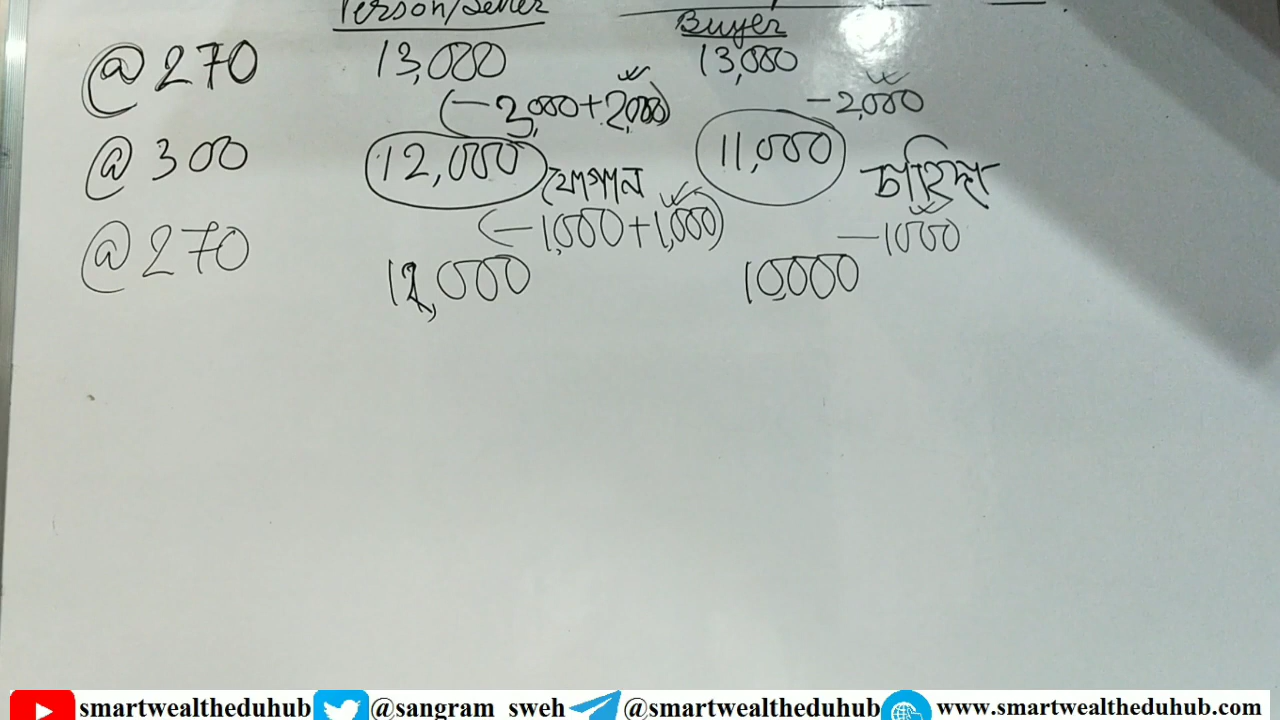 Person/Seller
Buyer
@ 270 13,000 13,000
(-3,000+2,000) -2,000
@ 300 12,000 যোগান 11,000 চাহিদা
(-1,000+1,000) -1000
@ 270 12,000 10,000
smartwealtheduhub @sangram_sweh @smartwealtheduhub www.smartwealtheduhub.com